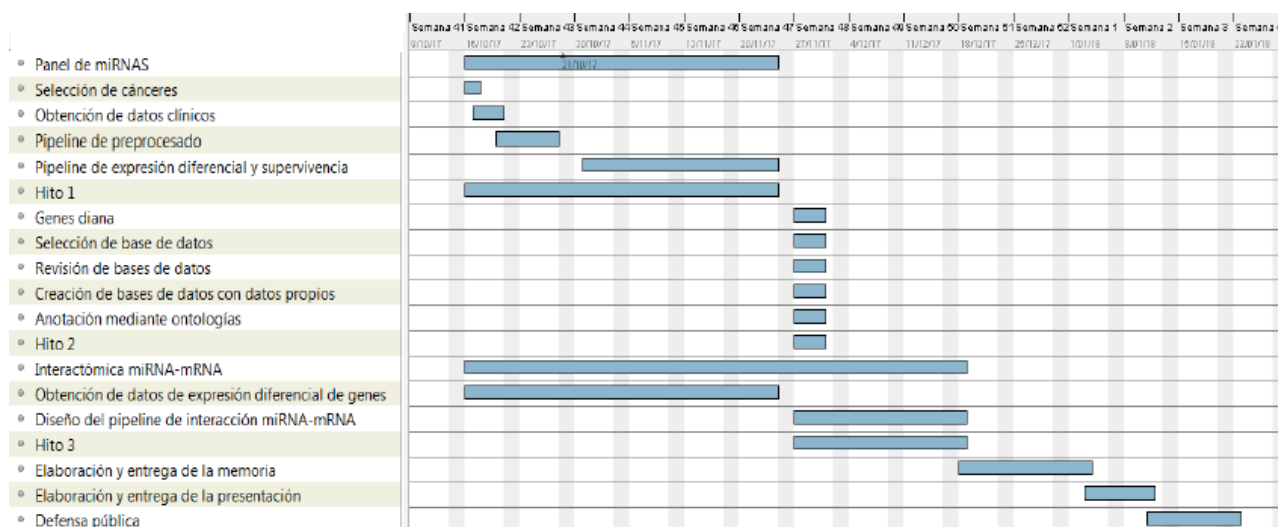 Semana 41 Semana 42 Semana 43 Semana 44 Semana 45 Semana 46 Semana 47 Semana 48 Semana 49 Semana 50 Semana 51 Semana 52 Semana 1 Semana 2 Semana 3 Semana
9/10/17 16/10/17 23/10/17 30/10/17 6/11/17 13/11/17 20/11/17 27/11/17 4/12/17 11/12/17 18/12/17 25/12/17 1/01/18 8/01/18 15/01/18 22/01/18
Panel de miRNAS
Selección de cánceres
Obtención de datos clínicos
Pipeline de preprocesado
Pipeline de expresión diferencial y supervivencia
Hito 1
Genes diana
Selección de base de datos
Revisión de bases de datos
Creación de bases de datos con datos propios
Anotación mediante ontologías
Hito 2
Interactómica miRNA-mRNA
Obtención de datos de expresión diferencial de genes
Diseño del pipeline de interacción miRNA-mRNA
Hito 3
Elaboración y entrega de la memoria
Elaboración y entrega de la presentación
Defensa pública